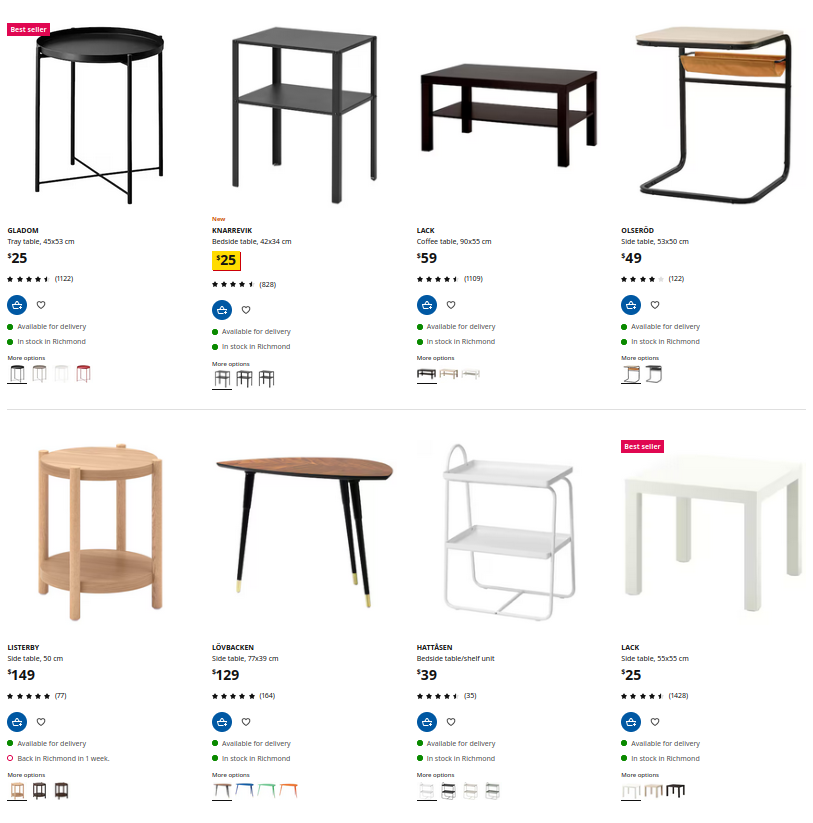 Best seller
GLADOM
Tray table, 45x53 cm
$25
(1122)
Available for delivery
In stock in Richmond
More options
New
KNARREVIK
Bedside table, 42x34 cm
$25
(828)
Available for delivery
In stock in Richmond
More options
LACK
Coffee table, 90x55 cm
$59
(1109)
Available for delivery
In stock in Richmond
More options
OLSERÖD
Side table, 53x50 cm
$49
(122)
Available for delivery
In stock in Richmond
More options
LISTERBY
Side table, 50 cm
$149
(77)
Available for delivery
Back in Richmond in 1 week.
More options
LÖVBACKEN
Side table, 77x39 cm
$129
(164)
Available for delivery
In stock in Richmond
More options
HATTÅSEN
Bedside table/shelf unit
$39
(35)
Available for delivery
In stock in Richmond
More options
Best seller
LACK
Side table, 55x55 cm
$25
(1428)
Available for delivery
In stock in Richmond
More options